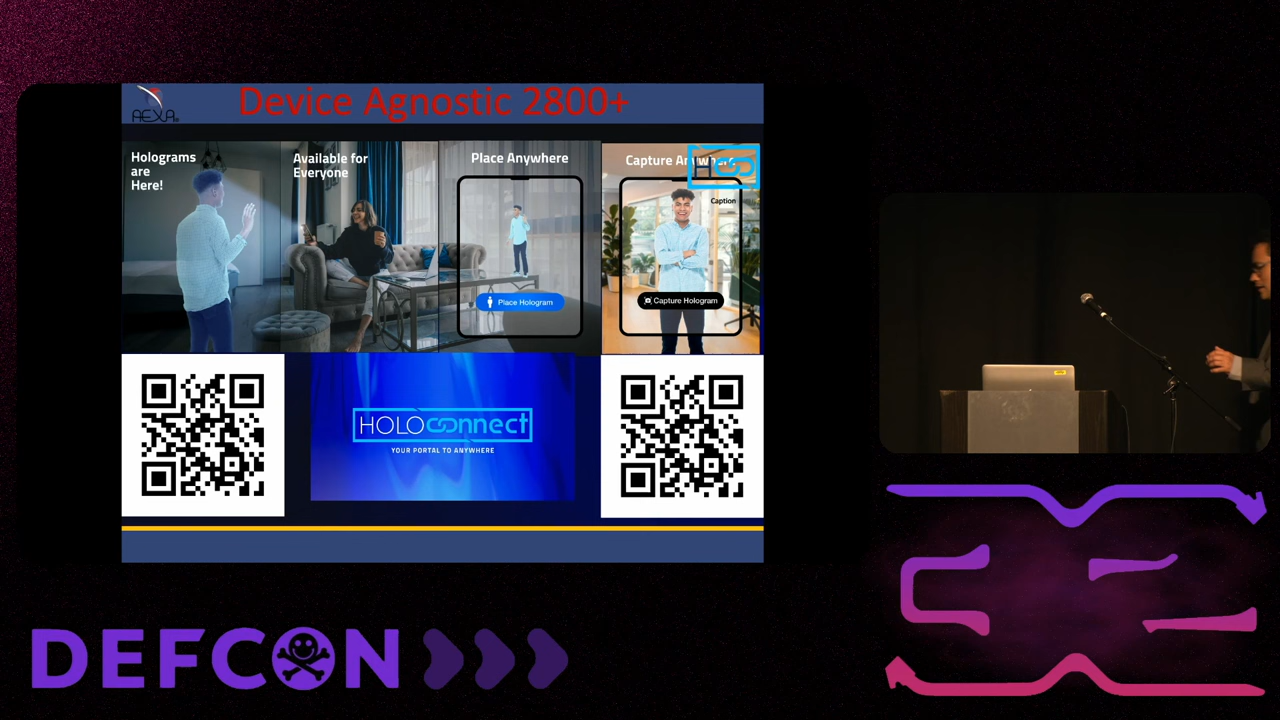 Device Agnostic 2800+
AEXA
Holograms
are
Here!
Available for
Everyone
Place Anywhere
Place Hologram
Capture Anywhere
Caption
Capture Hologram
HOLOconnect
YOUR PORTAL TO ANYWHERE
DEFCON